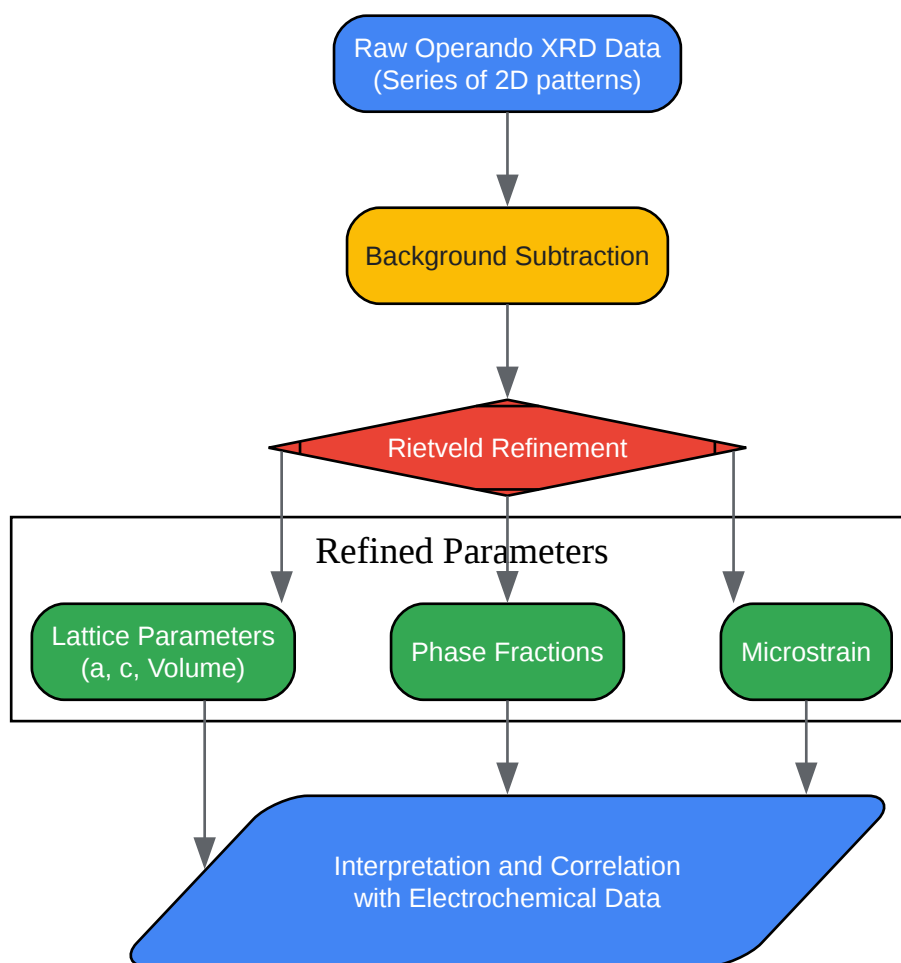 Raw Operando XRD Data
(Series of 2D patterns)
Background Subtraction
Rietveld Refinement
Refined Parameters
Lattice Parameters
(a, c, Volume)
Phase Fractions
Microstrain
Interpretation and Correlation
with Electrochemical Data